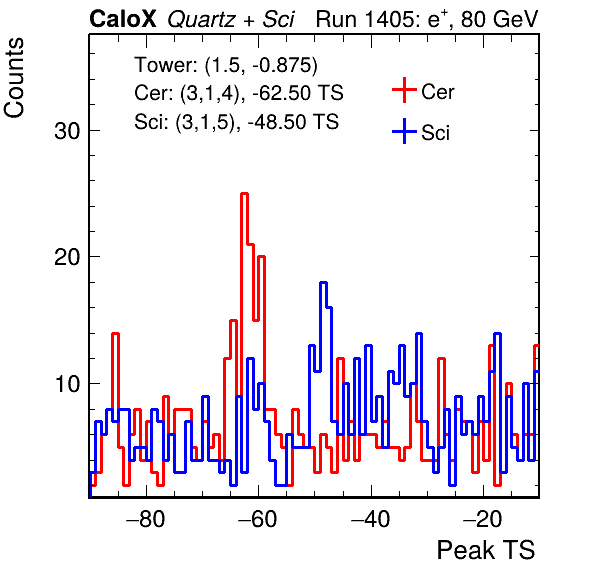 CaloX Quartz + Sci Run 1405: e⁺, 80 GeV
Counts
Tower: (1.5, -0.875)
Cer: (3,1,4), -62.50 TS
Sci: (3,1,5), -48.50 TS
Cer
Sci
30
20
10
−80 −60 −40 −20
Peak TS